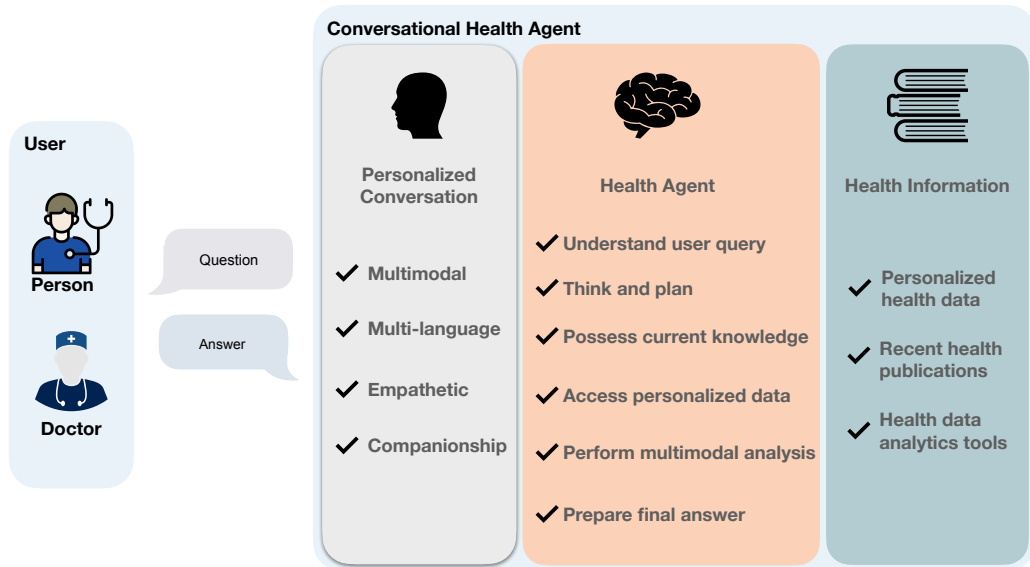 Conversational Health Agent
User
Person
Doctor
Question
Answer
Personalized
Conversation
Multimodal
Multi-language
Empathetic
Companionship
Health Agent
Understand user query
Think and plan
Possess current knowledge
Access personalized data
Perform multimodal analysis
Prepare final answer
Health Information
Personalized
health data
Recent health
publications
Health data
analytics tools